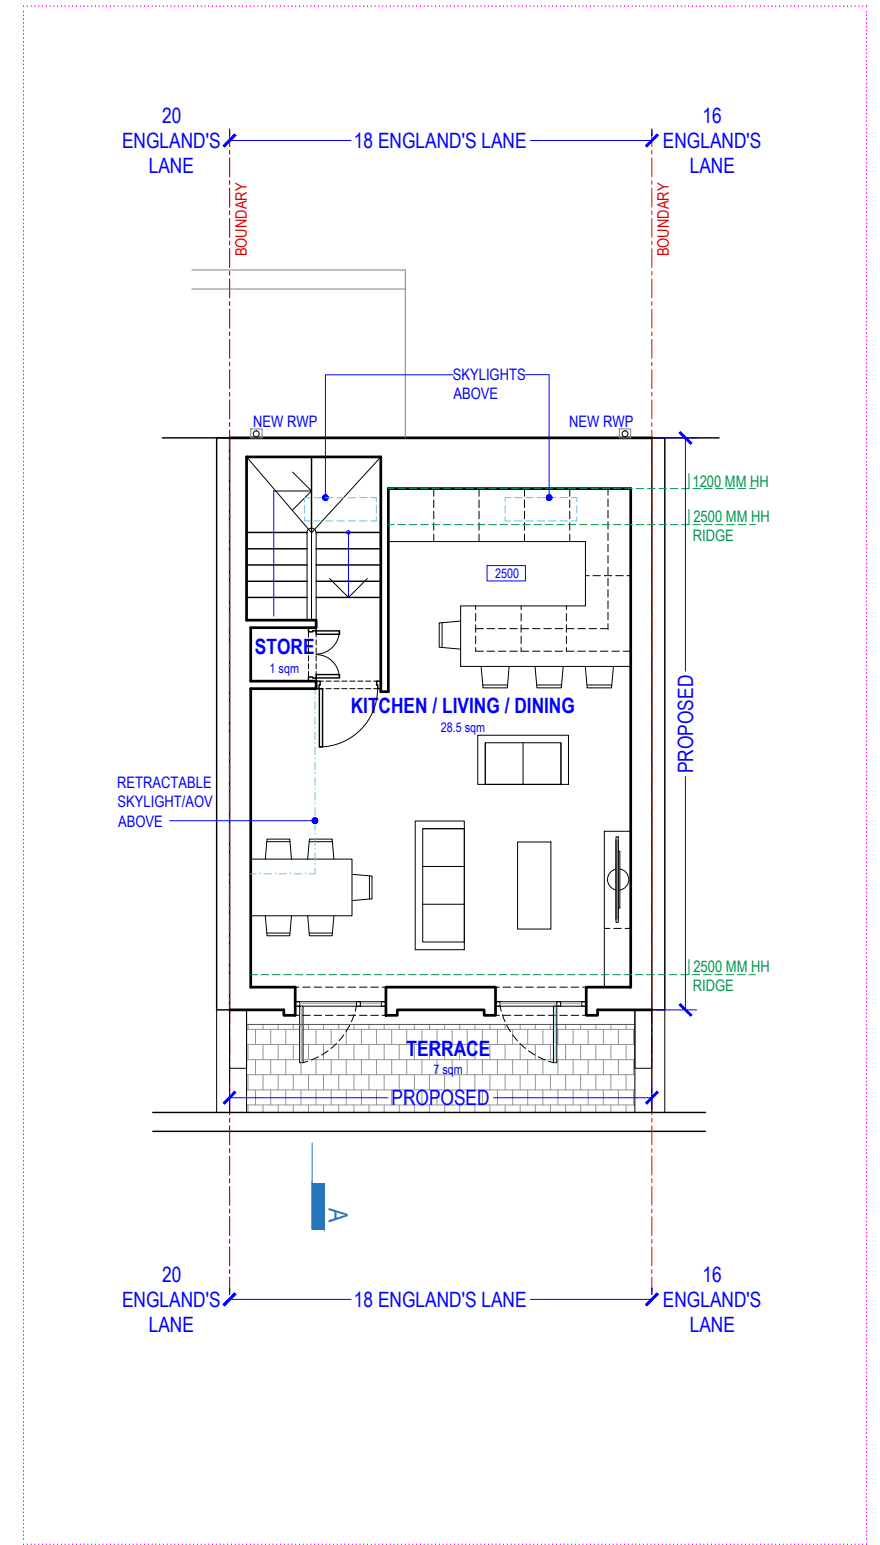 20
ENGLAND'S
LANE
18 ENGLAND'S LANE
16
ENGLAND'S
LANE
BOUNDARY
BOUNDARY
SKYLIGHTS
ABOVE
NEW RWP
NEW RWP
1200 MM HH
2500 MM HH
RIDGE
2500
STORE
1 sqm
KITCHEN / LIVING / DINING
28.5 sqm
PROPOSED
RETRACTABLE
SKYLIGHT/AOV
ABOVE
2500 MM HH
RIDGE
TERRACE
7 sqm
PROPOSED
A
20
ENGLAND'S
LANE
18 ENGLAND'S LANE
16
ENGLAND'S
LANE